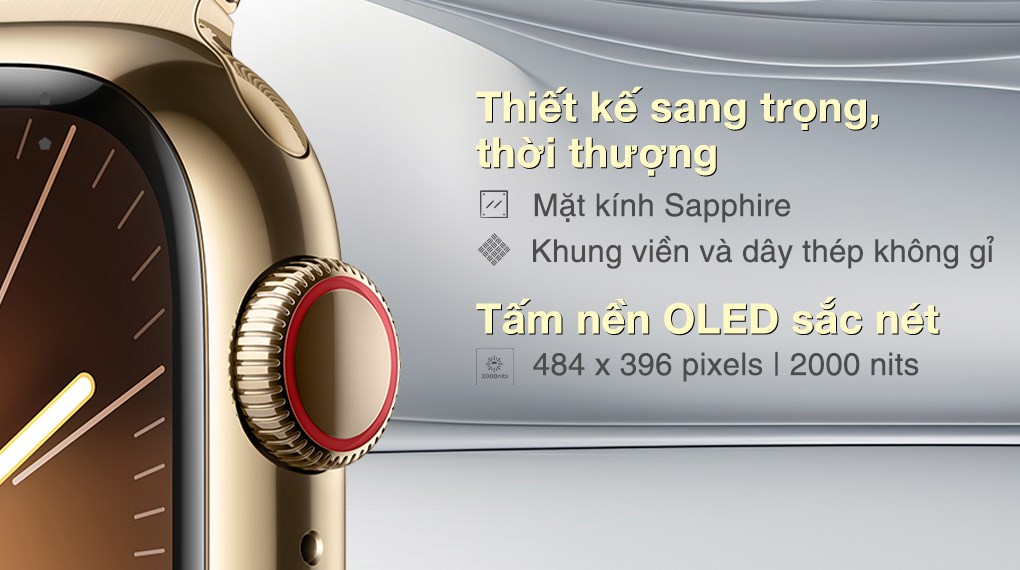 Thiết kế sang trọng,
thời thượng
Mặt kính Sapphire
Khung viền và dây thép không gỉ
Tấm nền OLED sắc nét
2000nits
484 x 396 pixels | 2000 nits